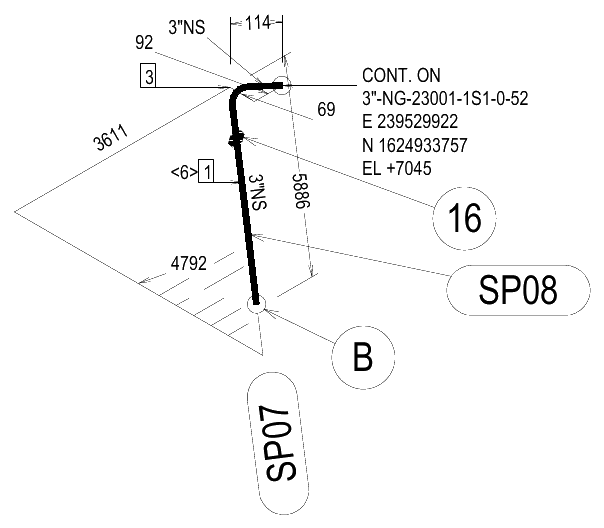 114
3"NS
92
3
CONT. ON
3"-NG-23001-1S1-0-52
E 239529922
N 1624933757
EL +7045
69
3611
<6> 1
3"NS
5886
16
4792
SP08
B
SP07